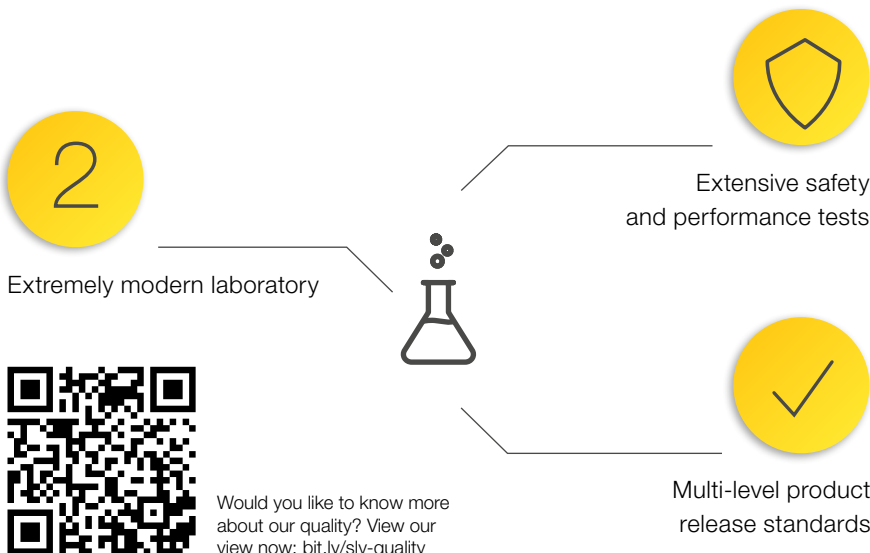 2
Extremely modern laboratory
Extensive safety
and performance tests
Multi-level product
release standards
Would you like to know more
about our quality? View our
view now: bit.ly/slv-quality